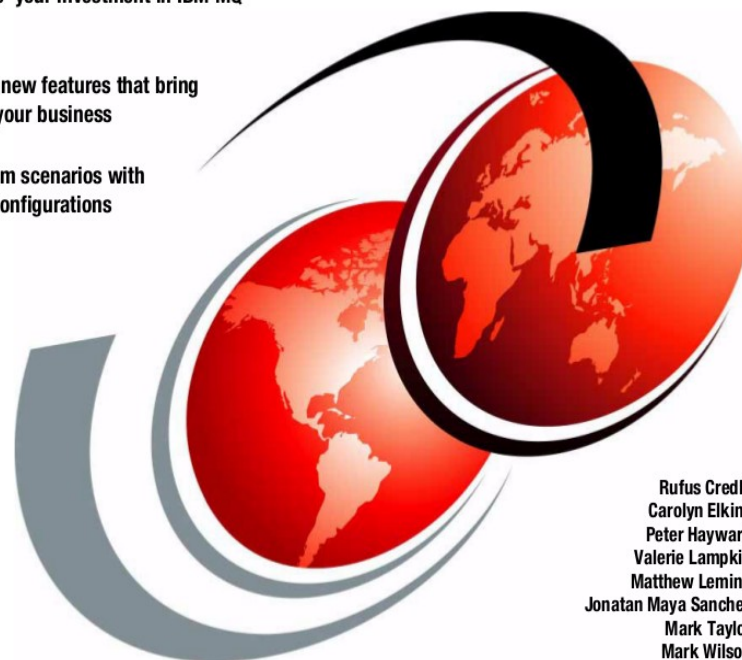 your investment in IBM MQ
new features that bring
your business
m scenarios with
onfigurations
Rufus Credl
Carolyn Elkin
Peter Haywar
Valerie Lampki
Matthew Lemin
Jonatan Maya Sanche
Mark Taylo
Mark Wilso